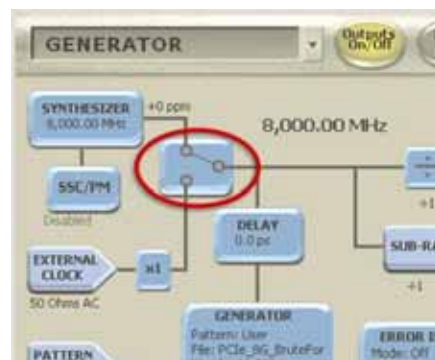 GENERATOR
Outputs
On/Off
SYNTHESIZER
8,000.00 MHz
+0 ppm
8,000.00 MHz
SSC/PM
Disabled
÷
÷1
DELAY
0.0 ps
EXTERNAL
CLOCK
x1
50 Ohms AC
SUB-RA
÷1
GENERATOR
Pattern: User
File: PCIe_8G_BruteFor
PATTERN
ERROR D
Mode: Off